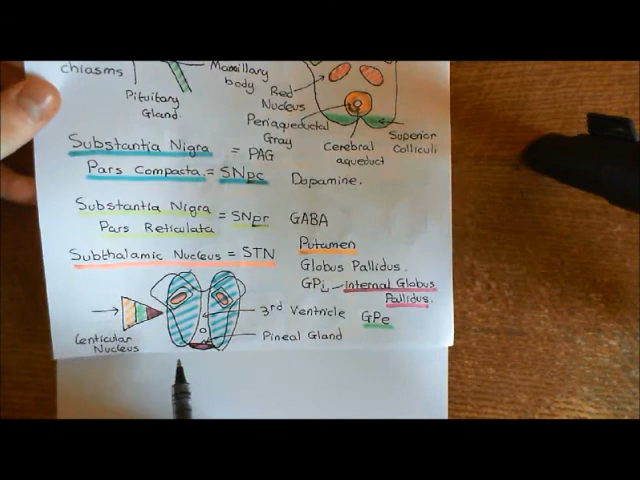 chiasms
Mamillary
body
Pituitary
Gland.
Red
Nucleus
Periaqueductal
Gray
Cerebral
aqueduct
Superior
Colliculi
Substantia Nigra
Pars Compacta = SNpc
= PAG
Dopamine.
Substantia Nigra
Pars Reticulata
= SNpr
GABA
Subthalamic Nucleus = STN
Putamen
Globus Pallidus.
GPi - internal Globus
Pallidus.
GPe
3rd Ventricle
Pineal Gland
Lenticular
Nucleus